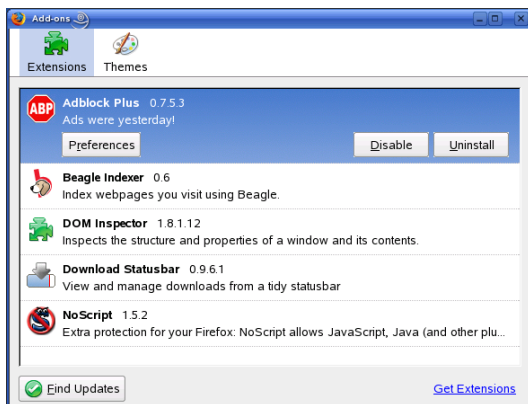 Add-ons
Extensions Themes
ABP
Adblock Plus 0.7.5.3
Ads were yesterday!
Preferences Disable Uninstall
Beagle Indexer 0.6
Index webpages you visit using Beagle.
DOM Inspector 1.8.1.12
Inspects the structure and properties of a window and its contents.
Download Statusbar 0.9.6.1
View and manage downloads from a tidy statusbar
NoScript 1.5.2
Extra protection for your Firefox: NoScript allows JavaScript, Java (and other plu...
Find Updates Get Extensions